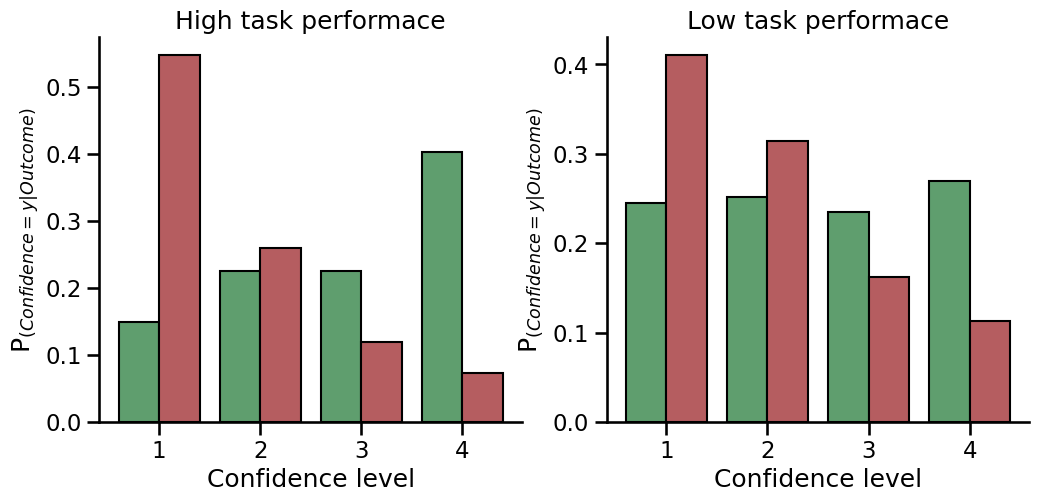 High task performace
P(Confidence = y|Outcome)
0.5
0.4
0.3
0.2
0.1
0.0
1 2 3 4
Confidence level
Low task performace
P(Confidence = y|Outcome)
0.4
0.3
0.2
0.1
0.0
1 2 3 4
Confidence level